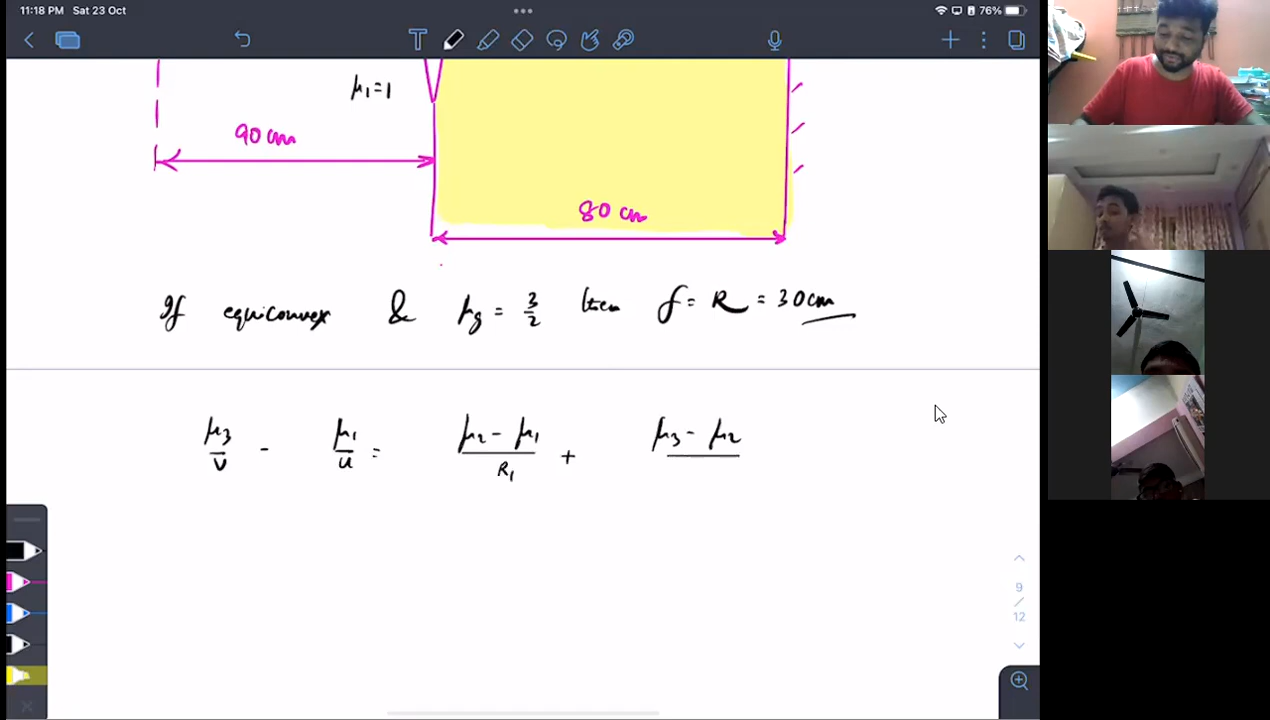 11:18 PM Sat 23 Oct
76%
T
μ₁=1
90 cm
80 cm
If equiconvex & μg = 3/2 then f = R = 30cm
μ₃/v - μ₁/u = μ₂ - μ₁/R₁ + μ₃ - μ₂
9
/
12